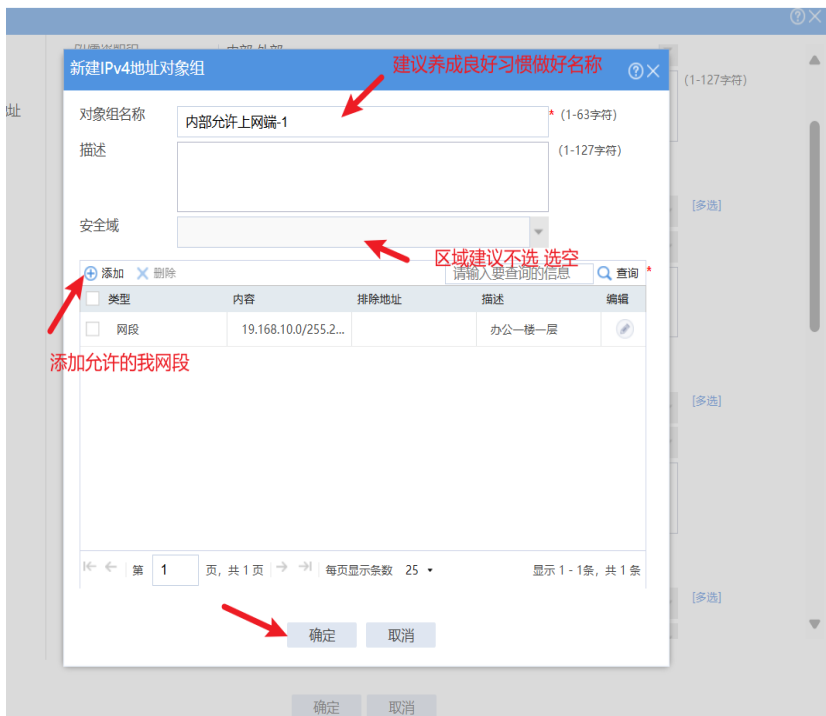 内部 外部
新建IPv4地址对象组
建议养成良好习惯做好名称
(1-127字符)
址
对象组名称
内部允许上网端-1
* (1-63字符)
描述
(1-127字符)
[多选]
安全域
区域建议不选 选空
添加 删除
请输入要查询的信息
查询 *
类型 内容 排除地址 描述 编辑
网段 19.168.10.0/255.2... 办公一楼一层
添加允许的我网段
[多选]
第 1 页, 共 1 页 每页显示条数 25 显示 1 - 1条, 共 1 条
[多选]
确定 取消
确定 取消